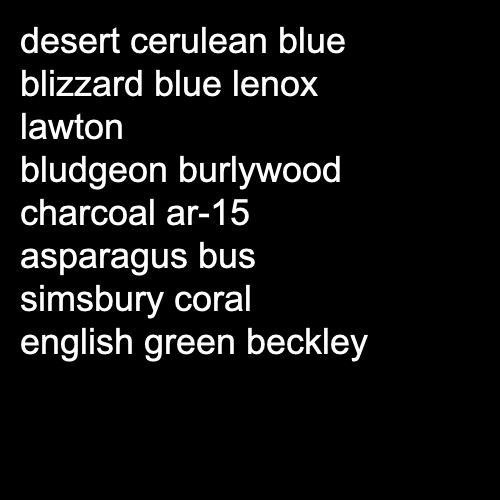 desert cerulean blue
blizzard blue lenox
lawton
bludgeon burlywood
charcoal ar-15
asparagus bus
simsbury coral
english green beckley